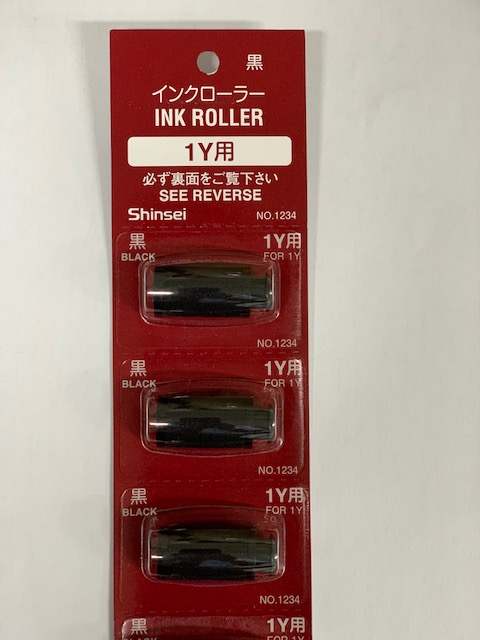 黒
インクローラー
INK ROLLER
1Y用
必ず裏面をご覧下さい
SEE REVERSE
Shinsei NO.1234
黒 1Y用
BLACK FOR 1Y
NO.1234
黒 1Y用
BLACK FOR 1Y
NO.1234
黒 1Y用
BLACK FOR 1Y
NO.1234
黒 1Y用
BLACK FOR 1Y